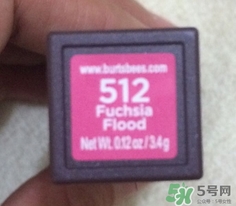 www.burtsbees.com
512
Fuchsia
Flood
Net Wt. 0.12 oz / 3.4g
5号网